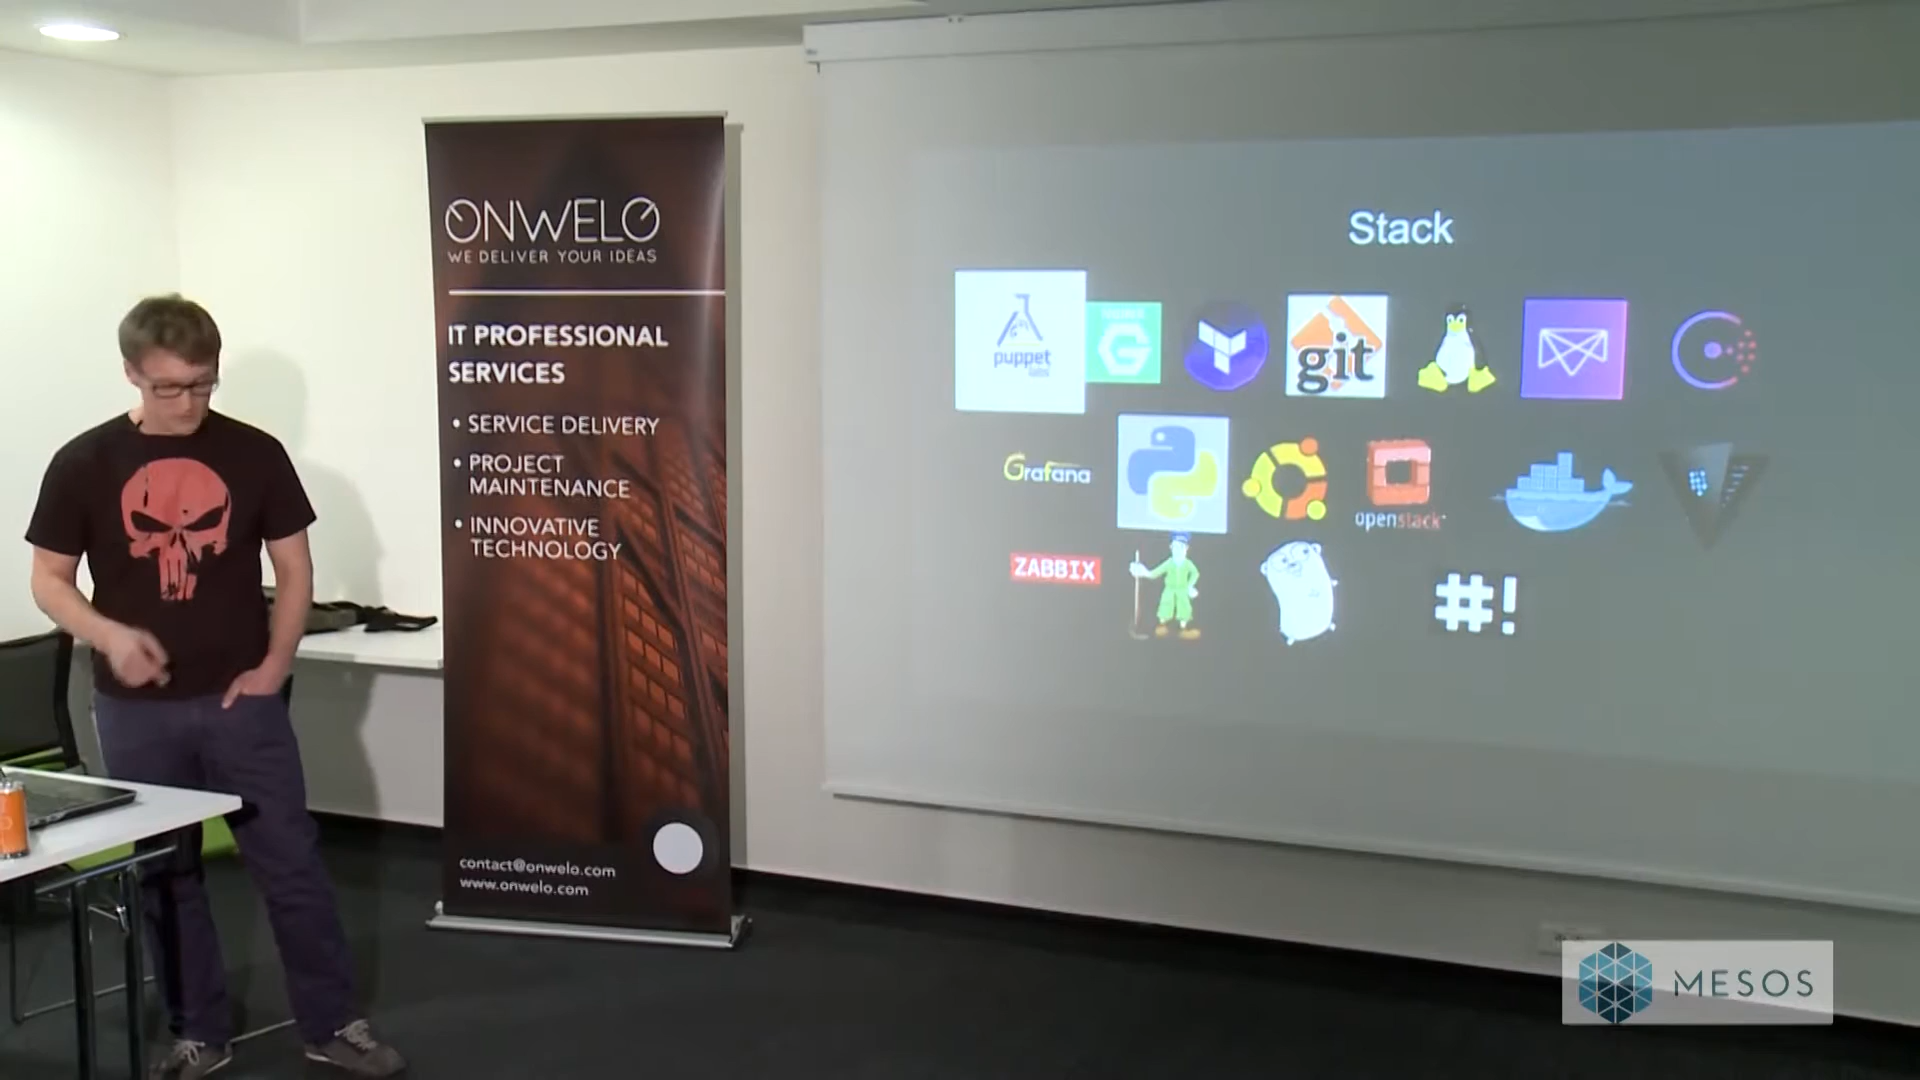 ONWELO
WE DELIVER YOUR IDEAS
IT PROFESSIONAL
SERVICES
• SERVICE DELIVERY
• PROJECT
MAINTENANCE
• INNOVATIVE
TECHNOLOGY
contact@onwelo.com
www.onwelo.com
Stack
puppet
labs
git
Grafana
openstack
ZABBIX
#!
MESOS